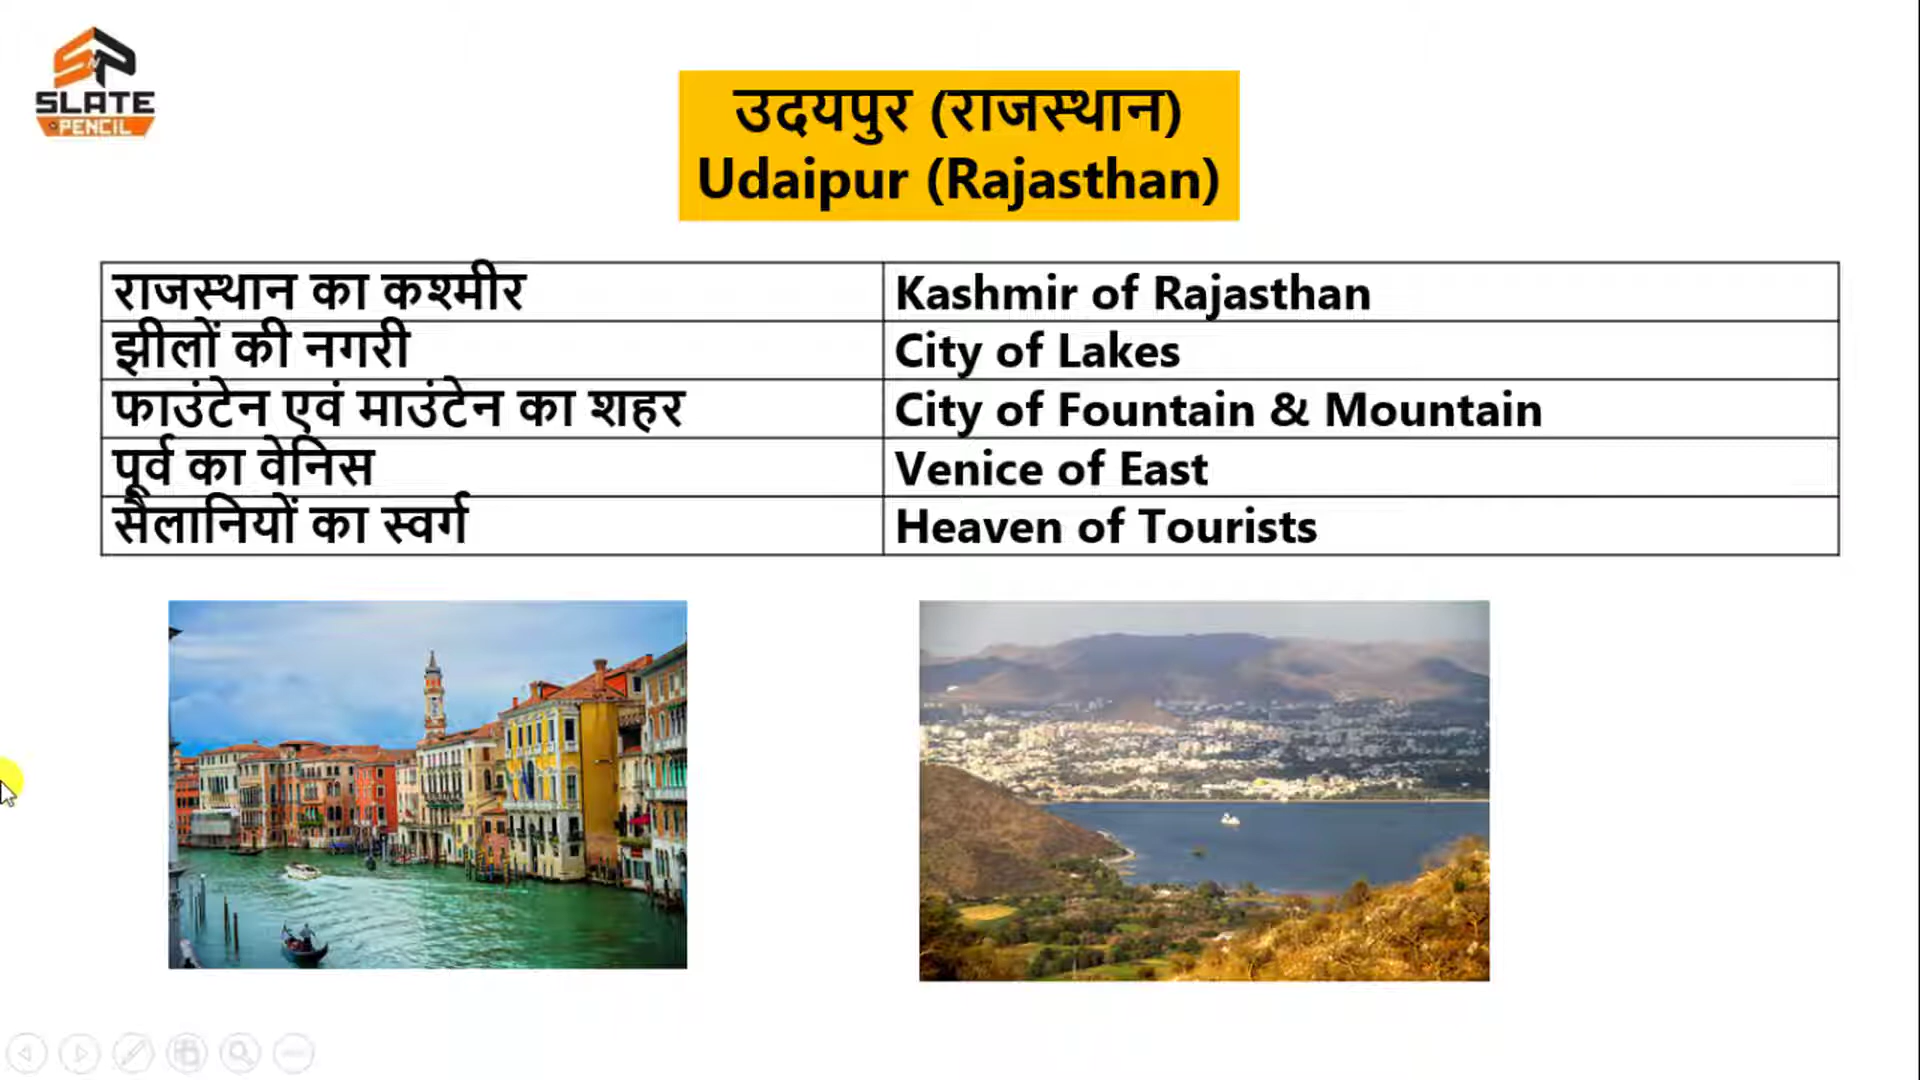 SNP
SLATE
PENCIL
उदयपुर (राजस्थान)
Udaipur (Rajasthan)
राजस्थान का कश्मीर
Kashmir of Rajasthan
झीलों की नगरी
City of Lakes
फाउंटेन एवं माउंटेन का शहर
City of Fountain & Mountain
पूर्व का वेनिस
Venice of East
सैलानियों का स्वर्ग
Heaven of Tourists